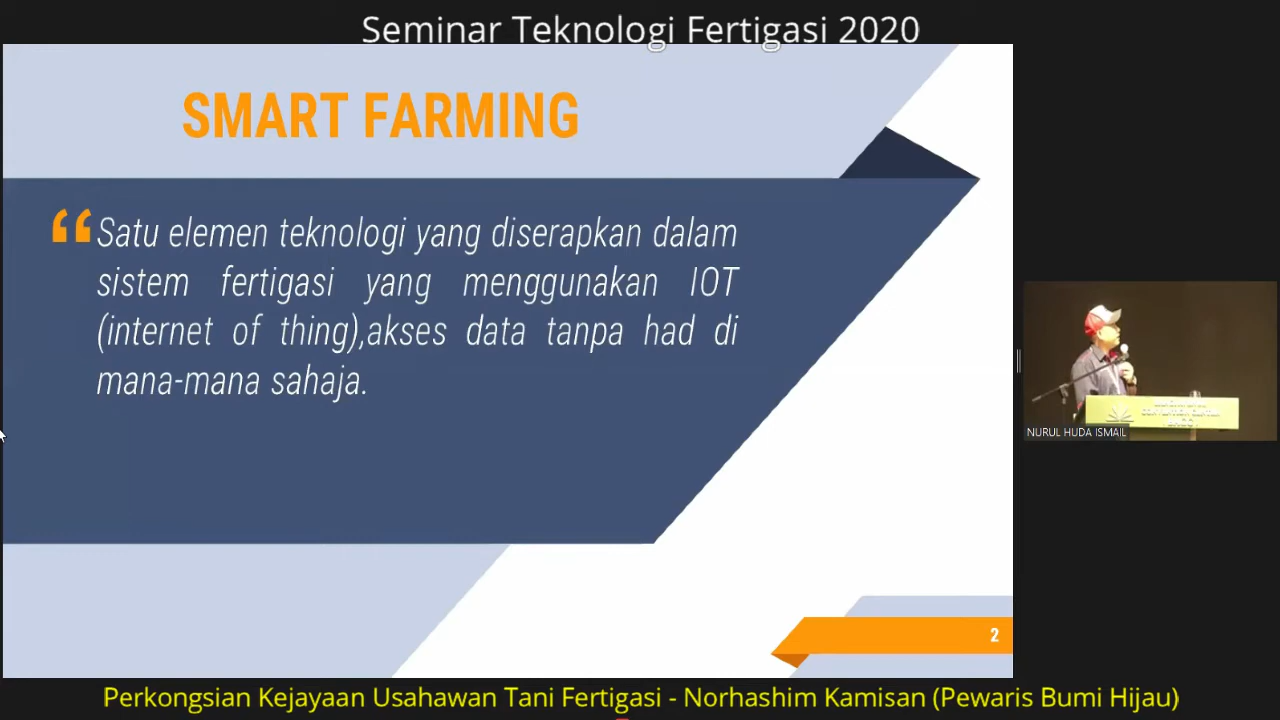 Seminar Teknologi Fertigasi 2020
SMART FARMING
“Satu elemen teknologi yang diserapkan dalam
sistem fertigasi yang menggunakan IOT
(internet of thing),akses data tanpa had di
mana-mana sahaja.
NURUL HUDA ISMAIL
2
Perkongsian Kejayaan Usahawan Tani Fertigasi - Norhashim Kamisan (Pewaris Bumi Hijau)